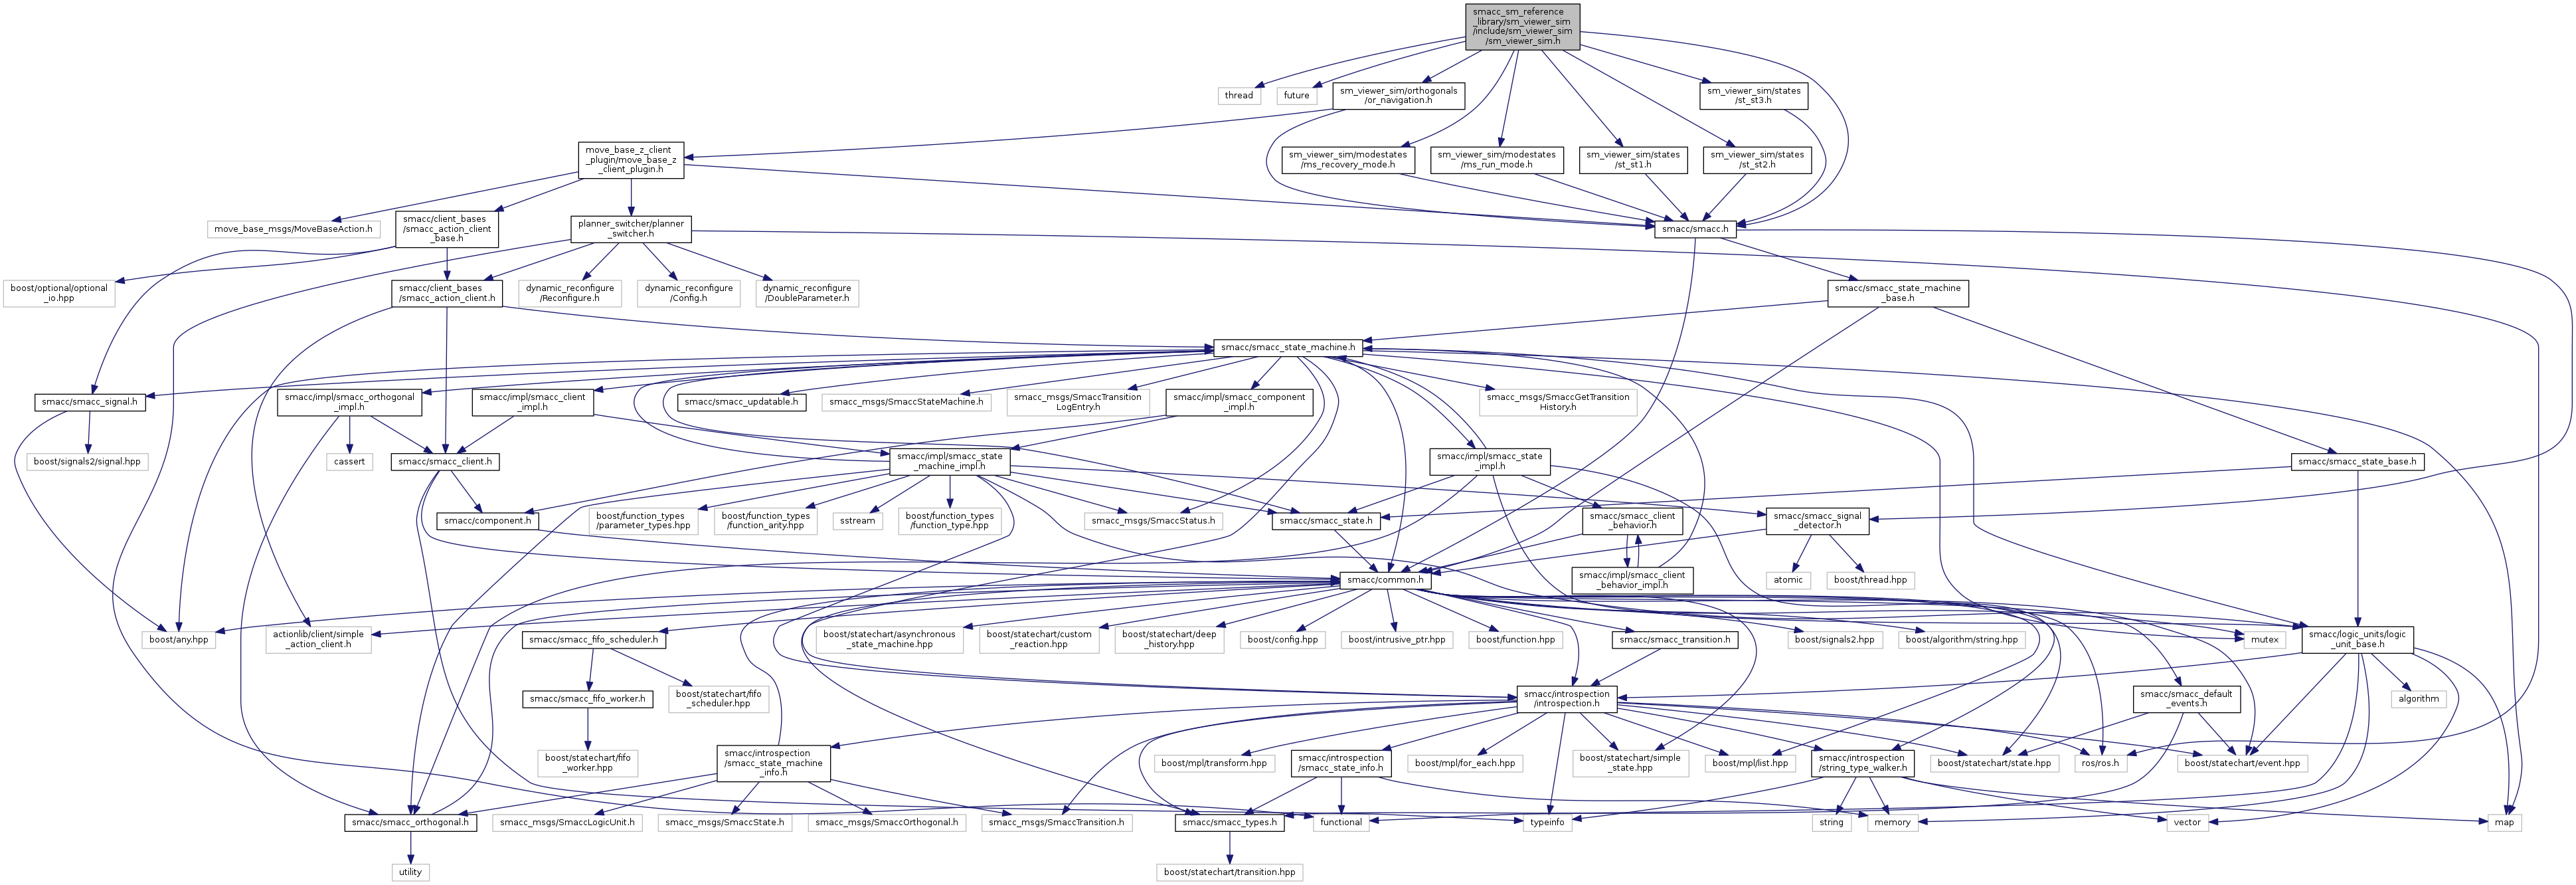 smacc_sm_reference
_library/sm_viewer_sim
/include/sm_viewer_sim
/sm_viewer_sim.h
thread
future
sm_viewer_sim/orthogonals
/or_navigation.h
sm_viewer_sim/states
/st_st3.h
move_base_z_client
_plugin/move_base_z
_client_plugin.h
sm_viewer_sim/modestates
/ms_recovery_mode.h
sm_viewer_sim/modestates
/ms_run_mode.h
sm_viewer_sim/states
/st_st1.h
sm_viewer_sim/states
/st_st2.h
move_base_msgs/MoveBaseAction.h
smacc/client_bases
/smacc_action_client
_base.h
planner_switcher/planner
_switcher.h
smacc/smacc.h
boost/optional/optional
_io.hpp
smacc/client_bases
/smacc_action_client.h
dynamic_reconfigure
/Reconfigure.h
dynamic_reconfigure
/Config.h
dynamic_reconfigure
/DoubleParameter.h
smacc/smacc_state_machine
_base.h
smacc/smacc_state_machine.h
smacc/smacc_signal.h
smacc/impl/smacc_orthogonal
_impl.h
smacc/impl/smacc_client
_impl.h
smacc/smacc_updatable.h
smacc_msgs/SmaccStateMachine.h
smacc_msgs/SmaccTransition
LogEntry.h
smacc/impl/smacc_component
_impl.h
smacc_msgs/SmaccGetTransition
History.h
boost/signals2/signal.hpp
cassert
smacc/smacc_client.h
smacc/impl/smacc_state
_machine_impl.h
smacc/impl/smacc_state
_impl.h
smacc/smacc_state_base.h
smacc/component.h
boost/function_types
/parameter_types.hpp
boost/function_types
/function_arity.hpp
sstream
boost/function_types
/function_type.hpp
smacc_msgs/SmaccStatus.h
smacc/smacc_state.h
smacc/smacc_client
_behavior.h
smacc/smacc_signal
_detector.h
smacc/common.h
smacc/impl/smacc_client
_behavior_impl.h
atomic
boost/thread.hpp
boost/any.hpp
actionlib/client/simple
_action_client.h
smacc/smacc_fifo_scheduler.h
boost/statechart/asynchronous
_state_machine.hpp
boost/statechart/custom
_reaction.hpp
boost/statechart/deep
_history.hpp
boost/config.hpp
boost/intrusive_ptr.hpp
boost/function.hpp
smacc/smacc_transition.h
boost/signals2.hpp
boost/algorithm/string.hpp
mutex
smacc/logic_units/logic
_unit_base.h
smacc/smacc_fifo_worker.h
boost/statechart/fifo
_scheduler.hpp
smacc/introspection
/introspection.h
smacc/smacc_default
_events.h
algorithm
boost/statechart/fifo
_worker.hpp
smacc/introspection
/smacc_state_machine
_info.h
boost/mpl/transform.hpp
smacc/introspection
/smacc_state_info.h
boost/mpl/for_each.hpp
boost/statechart/simple
_state.hpp
boost/mpl/list.hpp
smacc/introspection
/string_type_walker.h
boost/statechart/state.hpp
ros/ros.h
boost/statechart/event.hpp
smacc/smacc_orthogonal.h
smacc_msgs/SmaccLogicUnit.h
smacc_msgs/SmaccState.h
smacc_msgs/SmaccOrthogonal.h
smacc_msgs/SmaccTransition.h
smacc/smacc_types.h
functional
typeinfo
string
memory
vector
map
utility
boost/statechart/transition.hpp